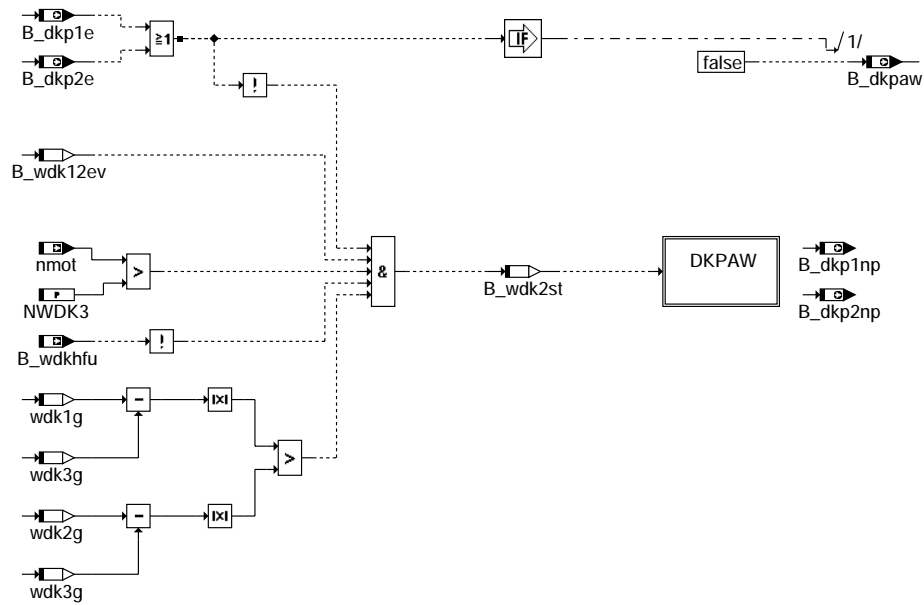 B_dkp1e
≥1
IF
/ 1/
B_dkp2e
false
!
B_dkpaw
B_wdk12ev
nmot
>
&
DKPAW
B_dkp1np
P
NWDK3
B_wdk2st
B_dkp2np
!
B_wdkhfu
–
|x|
wdk1g
>
wdk3g
–
|x|
wdk2g
wdk3g